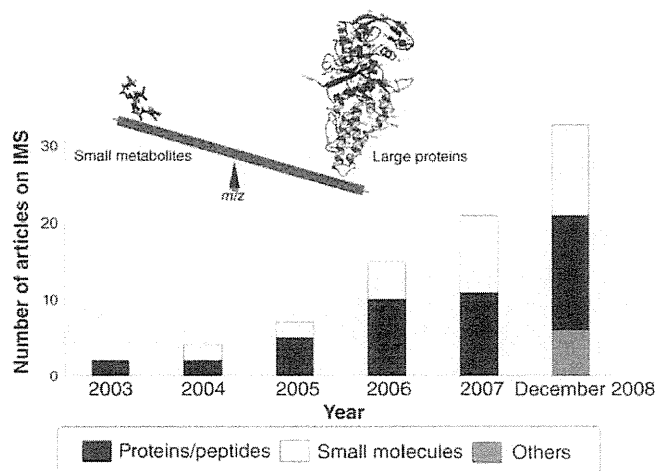 Number of articles on IMS
30
20
10
0
Small metabolites
Large proteins
m/z
2003 2004 2005 2006 2007 December 2008
Year
Proteins/peptides Small molecules Others